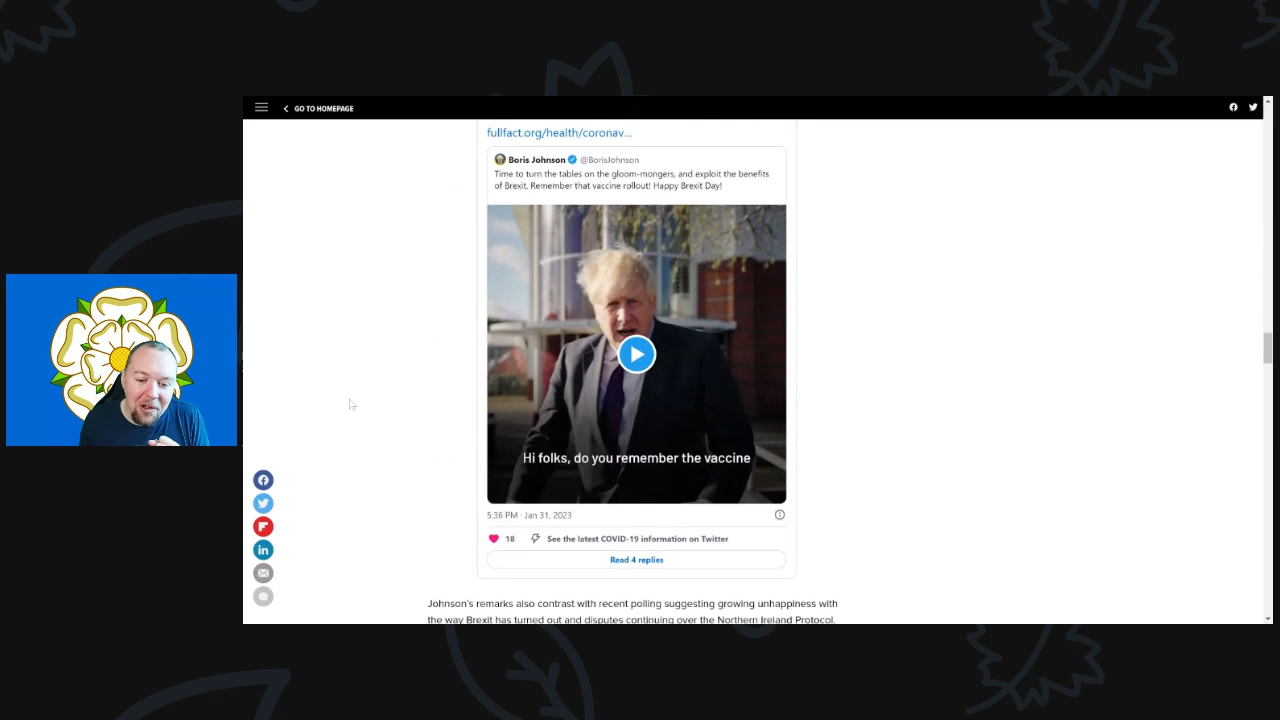 GO TO HOMEPAGE
fullfact.org/health/coronav...
Boris Johnson @BorisJohnson
Time to turn the tables on the gloom-mongers, and exploit the benefits
of Brexit. Remember that vaccine rollout! Happy Brexit Day!
Hi folks, do you remember the vaccine
5:36 PM · Jan 31, 2023
18 See the latest COVID-19 information on Twitter
Read 4 replies
Johnson's remarks also contrast with recent polling suggesting growing unhappiness with
the way Brexit has turned out and disputes continuing over the Northern Ireland Protocol.